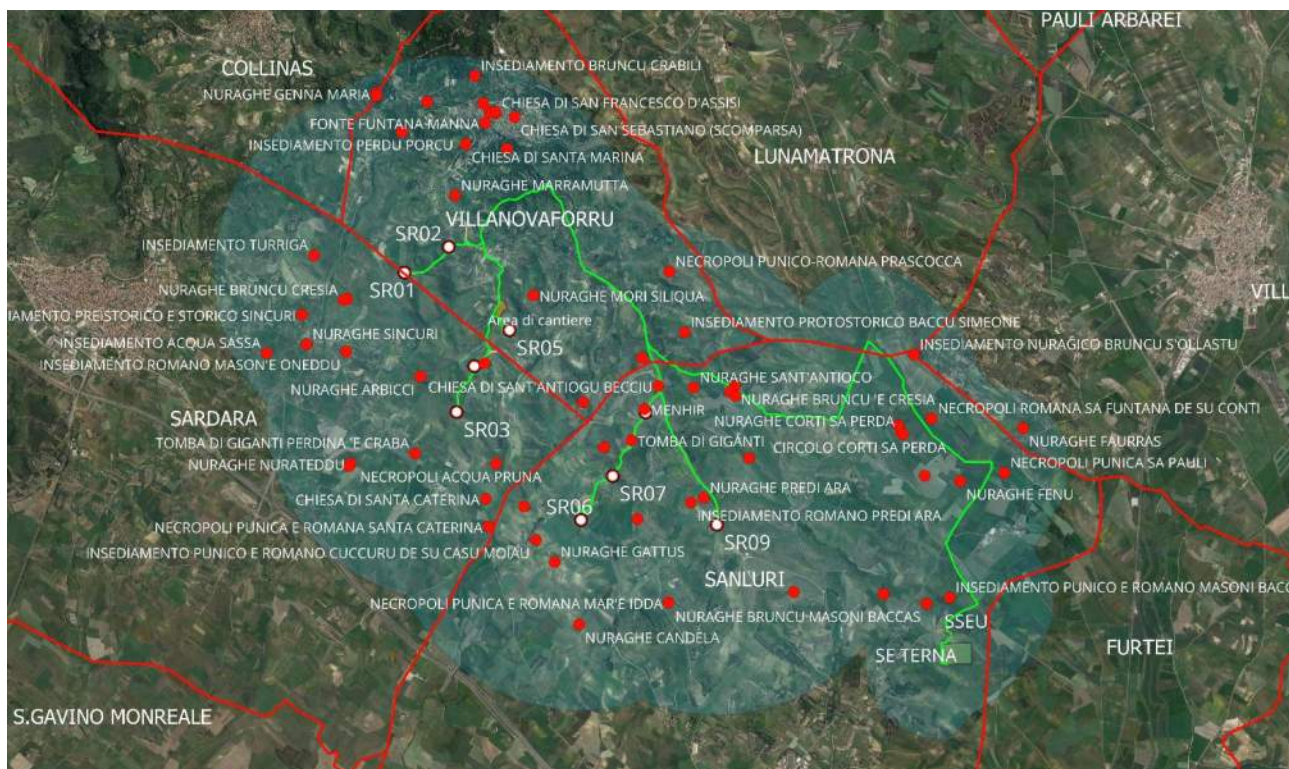 PAULI ARBAREI
COLLINAS
INSEDIAMENTO BRUNCU CRABILI
NURAGHE GENNA MARIA
CHIESA DI SAN FRANCESCO D'ASSISI
FONTE FUNTANA MANNA
CHIESA DI SAN SEBASTIANO (SCOMPARSA)
INSEDIAMENTO PERDU PORCU
CHIESA DI SANTA MARINA
LUNAMATRONA
NURAGHE MARRAMUTTA
VILLANOVAFORRU
SR02
INSEDIAMENTO TURRIGA
NECROPOLI PUNICO-ROMANA PRASCOCCA
SR01
VILL
NURAGHE BRUNCU CRESIA
NURAGHE MORI SILIQUA
IAMENTO PREISTORICO E STORICO SINCURI
Area di cantiere
NURAGHE SINCURI
INSEDIAMENTO PROTOSTORICO BACCU SIMEONE
SR05
INSEDIAMENTO ACQUA SASSA
INSEDIAMENTO NURAGICO BRUNCU S'OLLASTU
INSEDIAMENTO ROMANO MASON'E ONEDDU
NURAGHE ARBICCI
CHIESA DI SANT'ANTIOGU BECCIU
NURAGHE SANT'ANTIOCO
NURAGHE BRUNCU 'E CRESIA
SARDARA
SR03
MENHIR
NURAGHE CORTI SA PERDA
NECROPOLI ROMANA SA FUNTANA DE SU CONTI
NURAGHE FAURRAS
TOMBA DI GIGANTI PERDINA 'E CRABA
TOMBA DI GIGANTI
CIRCOLO CORTI SA PERDA
NURAGHE NURATEDDU
NECROPOLI ACQUA PRUNA
SR07
NECROPOLI PUNICA SA PAULI
NURAGHE FENU
CHIESA DI SANTA CATERINA
NURAGHE PREDI ARA
SR06
INSEDIAMENTO ROMANO PREDI ARA
NECROPOLI PUNICA E ROMANA SANTA CATERINA
SR09
INSEDIAMENTO PUNICO E ROMANO CUCCURU DE SU CASU MOIAU
NURAGHE GATTUS
SANLURI
INSEDIAMENTO PUNICO E ROMANO MASONI BACC
NECROPOLI PUNICA E ROMANA MAR'E IDDA
NURAGHE BRUNCU MASONI BACCAS
SSEU
NURAGHE CANDELA
SE TERNA
FURTEI
S.GAVINO MONREALE